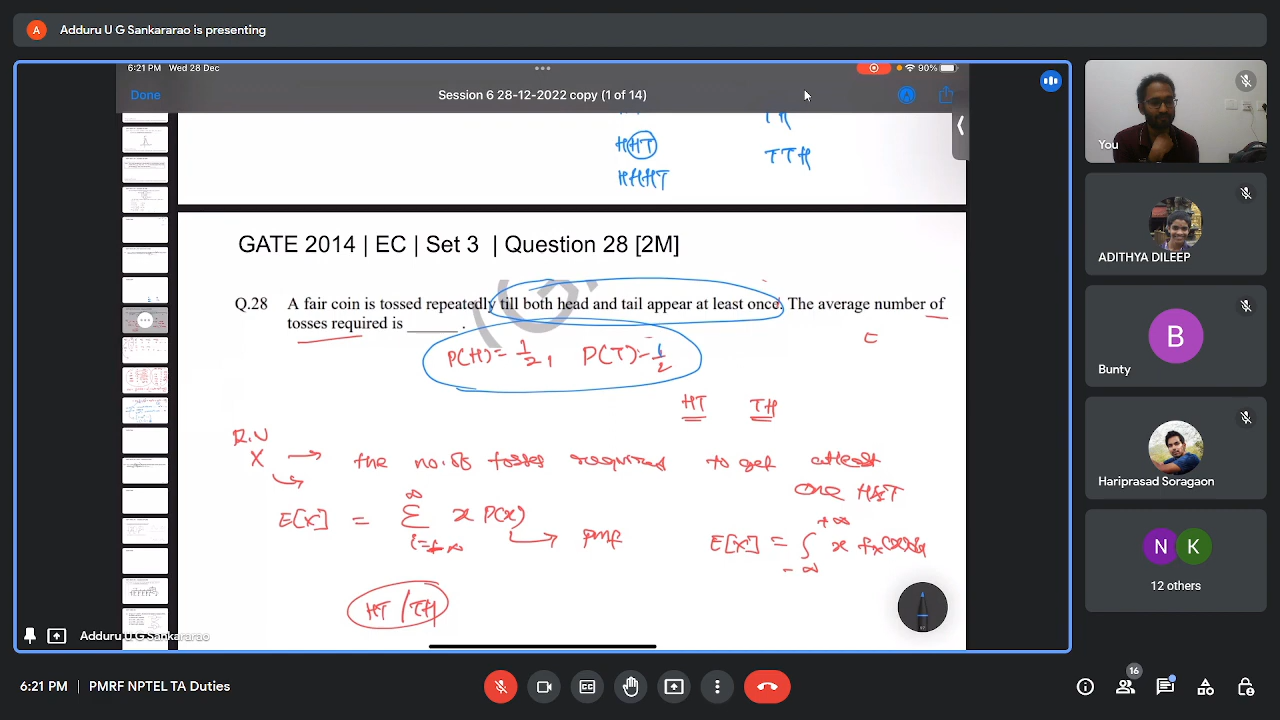 A
Adduru U G Sankararao is presenting
6:21 PM Wed 28 Dec
90%
Done
Session 6 28-12-2022 copy (1 of 14)
TH
HHT
TTH
HHHT
GATE 2014 | EC | Set 3 | Question 28 [2M]
Q.28 A fair coin is tossed repeatedly till both head and tail appear at least once. The average number of
tosses required is ______ .
P(H) = 1/2, P(T) = 1/2
HT TH
R.V
X → the no. of tosses required to get atleast
one H&T
E[X] = Σ x P(x) → pmf
E[X] = ∫ x fx(x)dx
+∞
-∞
HT / TH
Adduru U G Sankararao
You
ADITHYA DILEEP
B
Bunty
Hariprasad Soragaon
N K
12 others
6:21 PM | PMRF NPTEL TA Duties
16